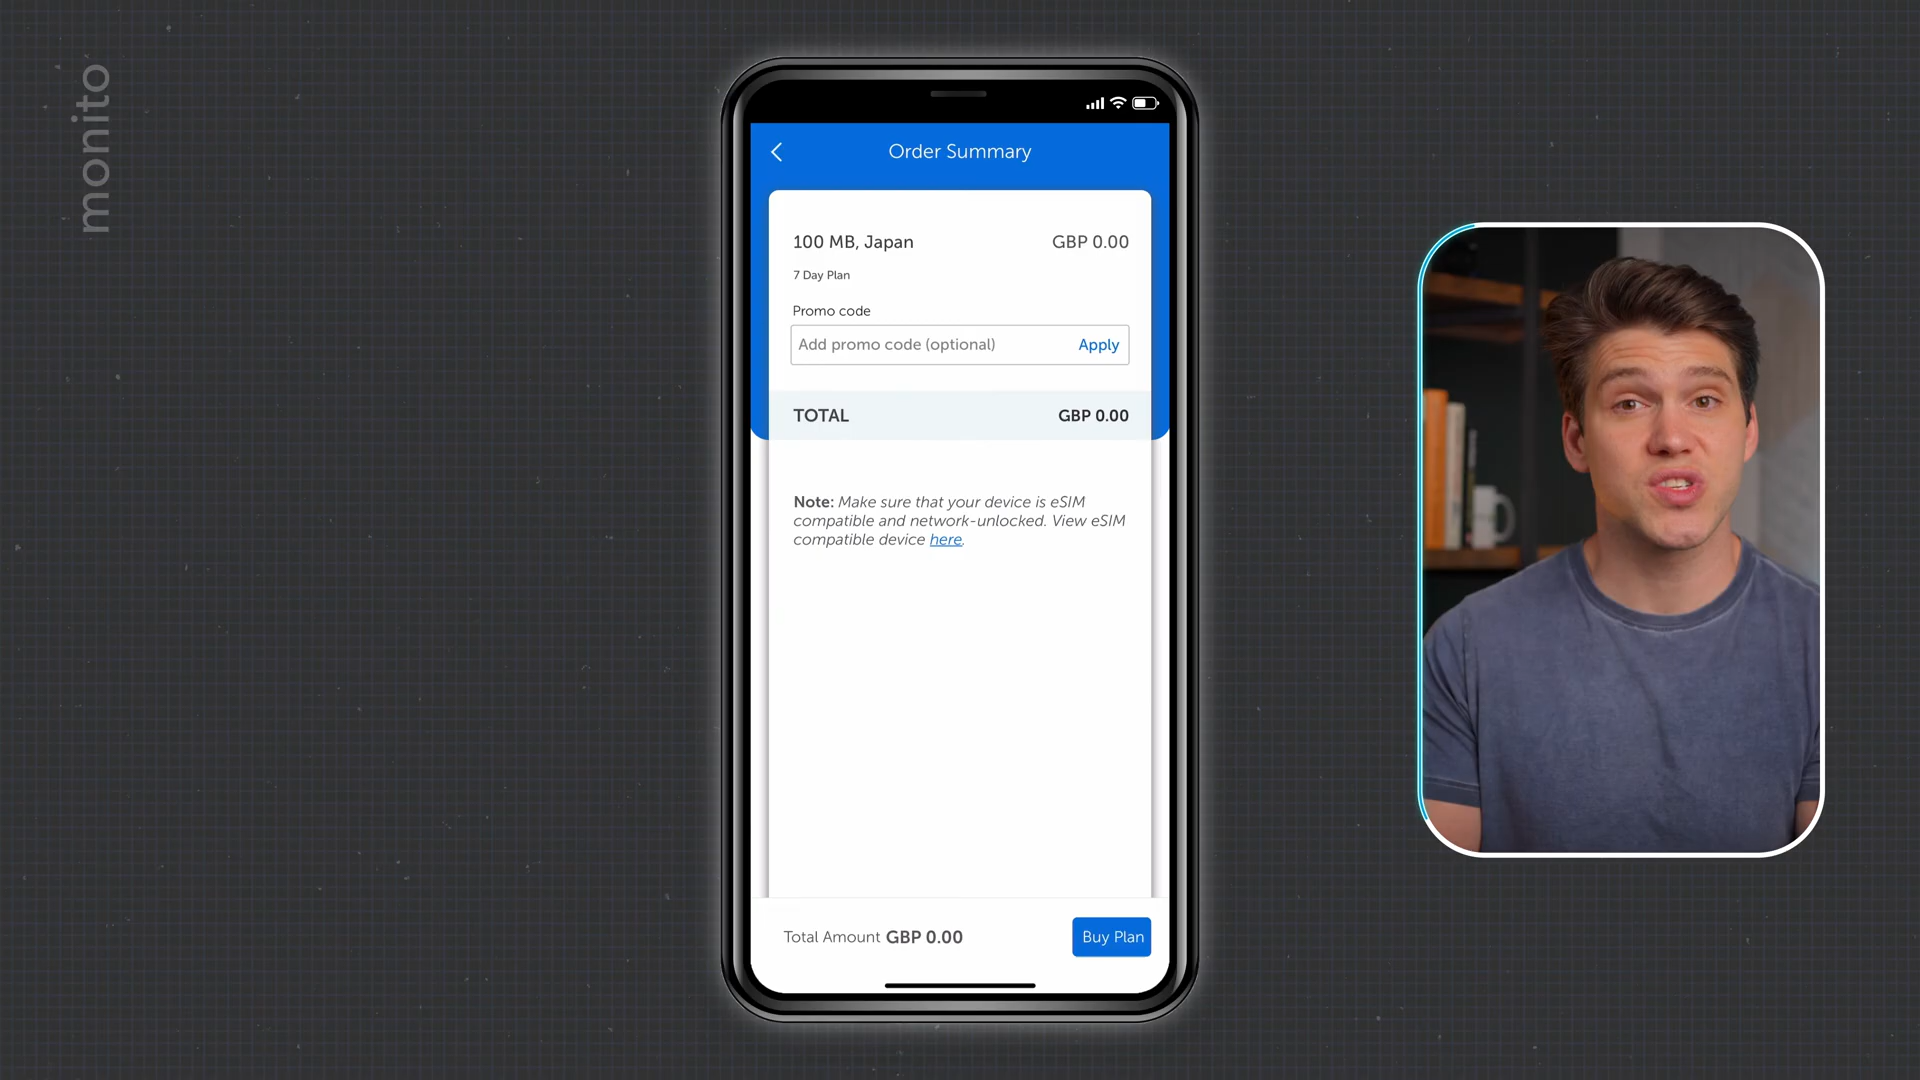 monito
Order Summary
100 MB, Japan GBP 0.00
7 Day Plan
Promo code
Add promo code (optional) Apply
TOTAL GBP 0.00
Note: Make sure that your device is eSIM
compatible and network-unlocked. View eSIM
compatible device here.
Total Amount GBP 0.00 Buy Plan